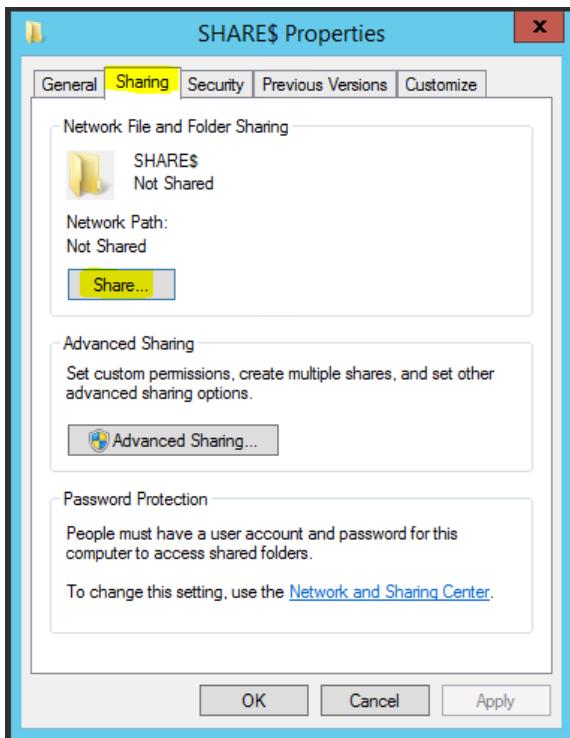 SHARE$ Properties
x
General Sharing Security Previous Versions Customize
Network File and Folder Sharing
SHARE$
Not Shared
Network Path:
Not Shared
Share...
Advanced Sharing
Set custom permissions, create multiple shares, and set other
advanced sharing options.
Advanced Sharing...
Password Protection
People must have a user account and password for this
computer to access shared folders.
To change this setting, use the Network and Sharing Center.
OK Cancel Apply